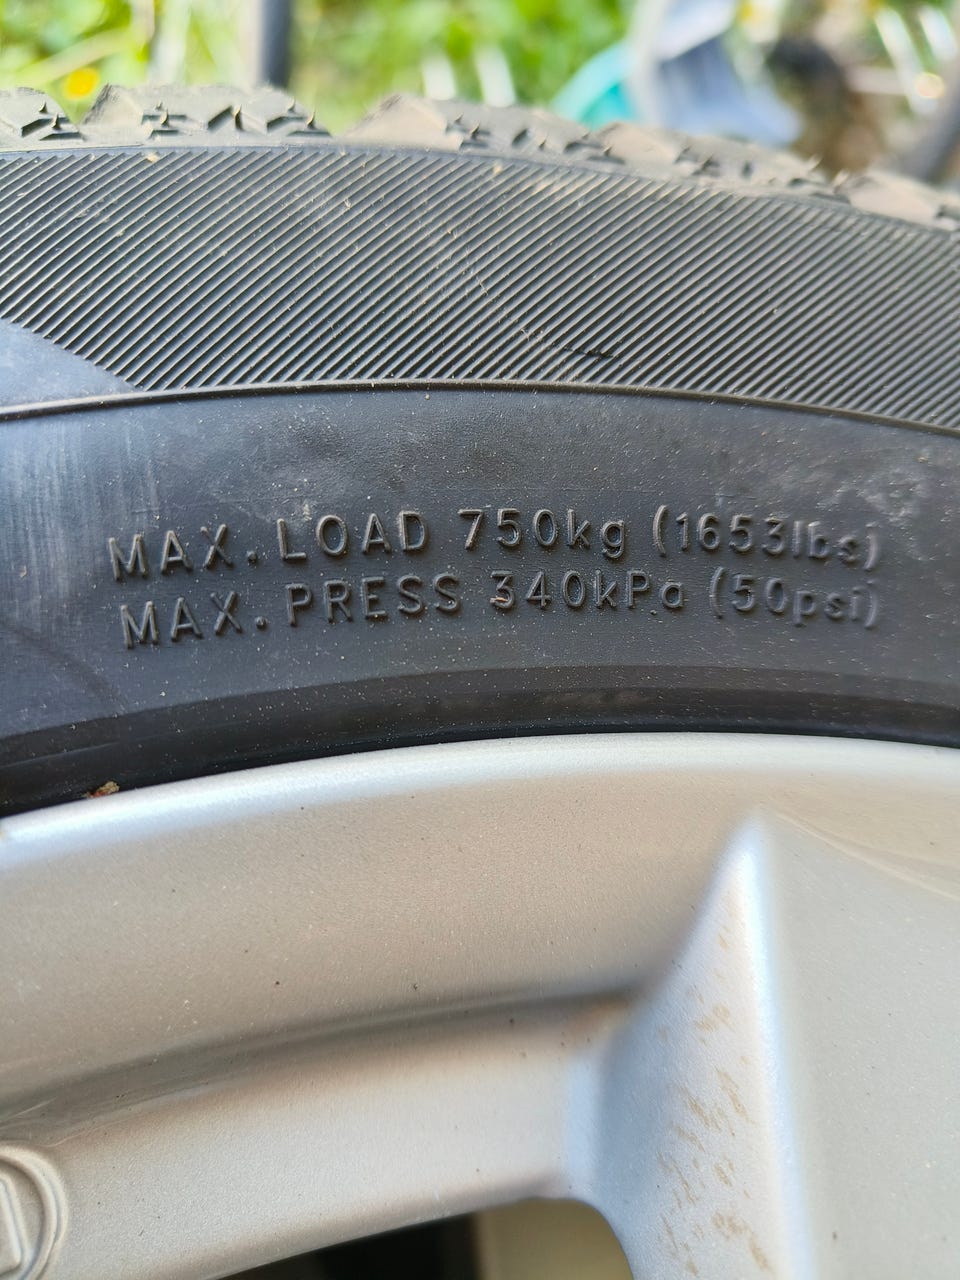 MAX. LOAD 750kg (1653lbs)
MAX. PRESS 340kPa (50psi)